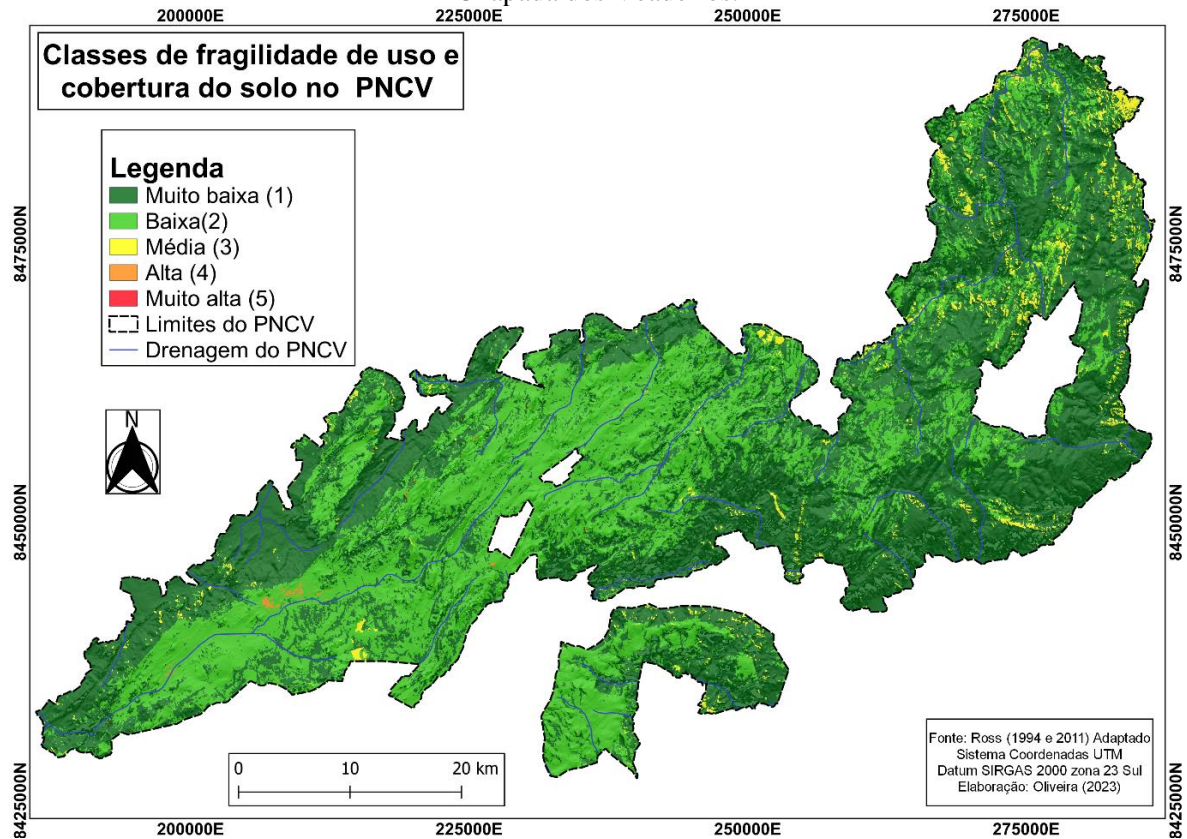 200000E
225000E
250000E
275000E
Classes de fragilidade de uso e
cobertura do solo no PNCV
Legenda
Muito baixa (1)
Baixa(2)
Média (3)
Alta (4)
Muito alta (5)
Limites do PNCV
Drenagem do PNCV
N
8475000N
8475000N
8450000N
8450000N
8425000N
8425000N
0
10
20 km
Fonte: Ross (1994 e 2011) Adaptado
Sistema Coordenadas UTM
Datum SIRGAS 2000 zona 23 Sul
Elaboração: Oliveira (2023)
200000E
225000E
250000E
275000E